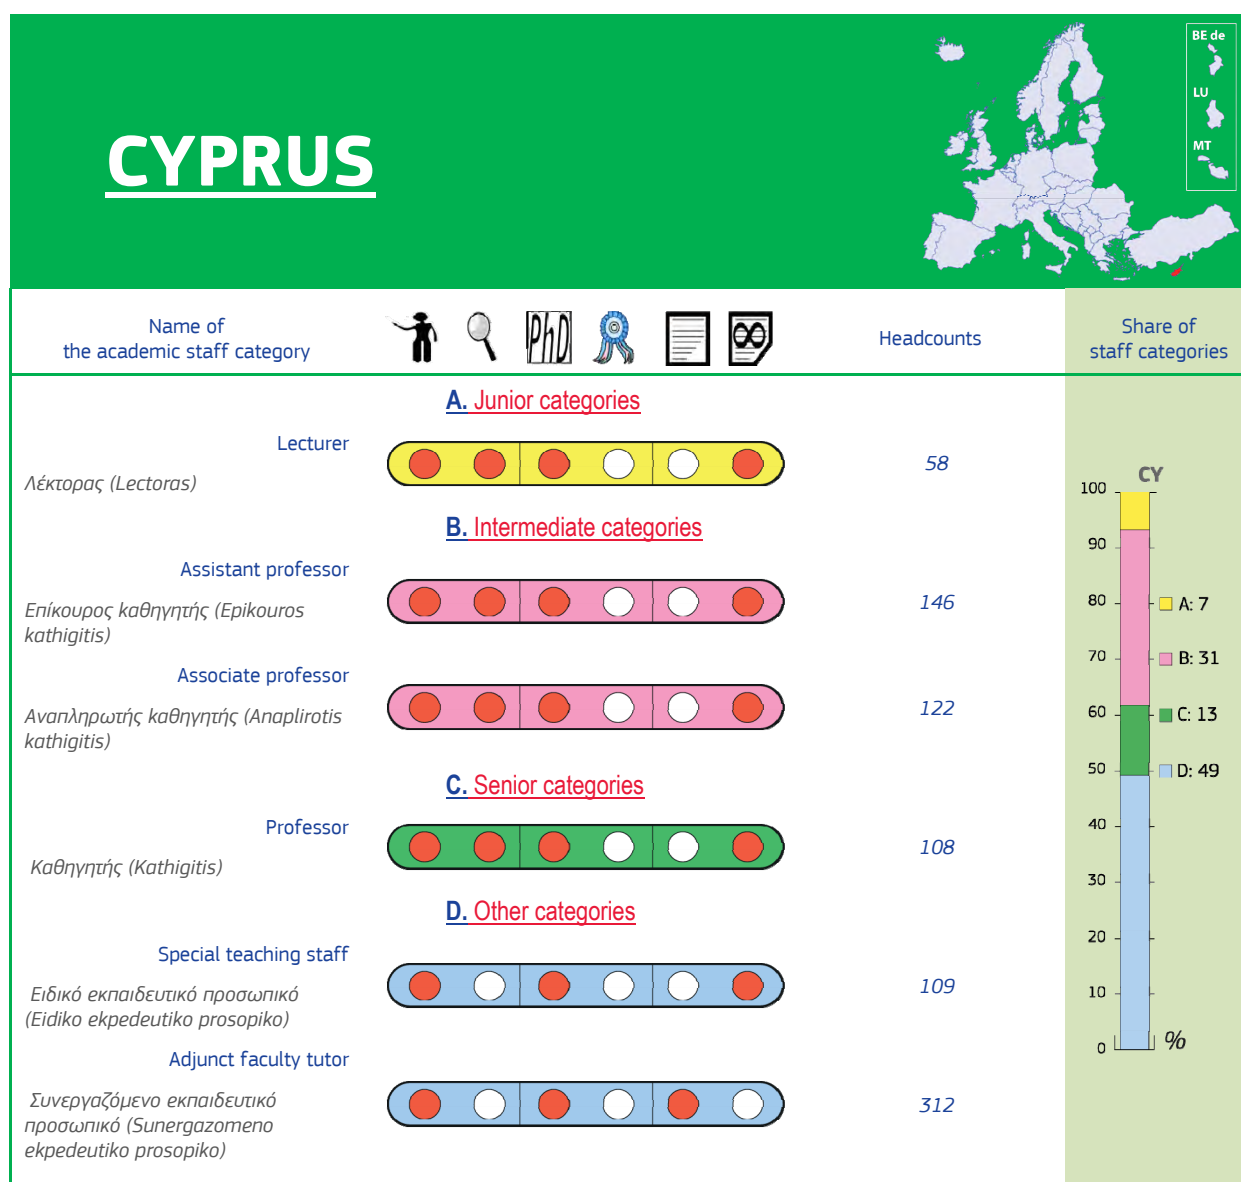 BE de
LU
MT
CYPRUS
Name of
the academic staff category
PhD
∞
Headcounts
Share of
staff categories
A. Junior categories
Lecturer
Λέκτορας (Lectoras)
58
B. Intermediate categories
Assistant professor
Επίκουρος καθηγητής (Epikouros
kathigitis)
146
Associate professor
Αναπληρωτής καθηγητής (Anaplirotis
kathigitis)
122
C. Senior categories
Professor
Καθηγητής (Kathigitis)
108
D. Other categories
Special teaching staff
Ειδικό εκπαιδευτικό προσωπικό
(Eidiko ekpedeutiko prosopiko)
109
Adjunct faculty tutor
Συνεργαζόμενο εκπαιδευτικό
προσωπικό (Sunergazomeno
ekpedeutiko prosopiko)
312
CY
100
90
80
70
60
50
40
30
20
10
0
%
A: 7
B: 31
C: 13
D: 49